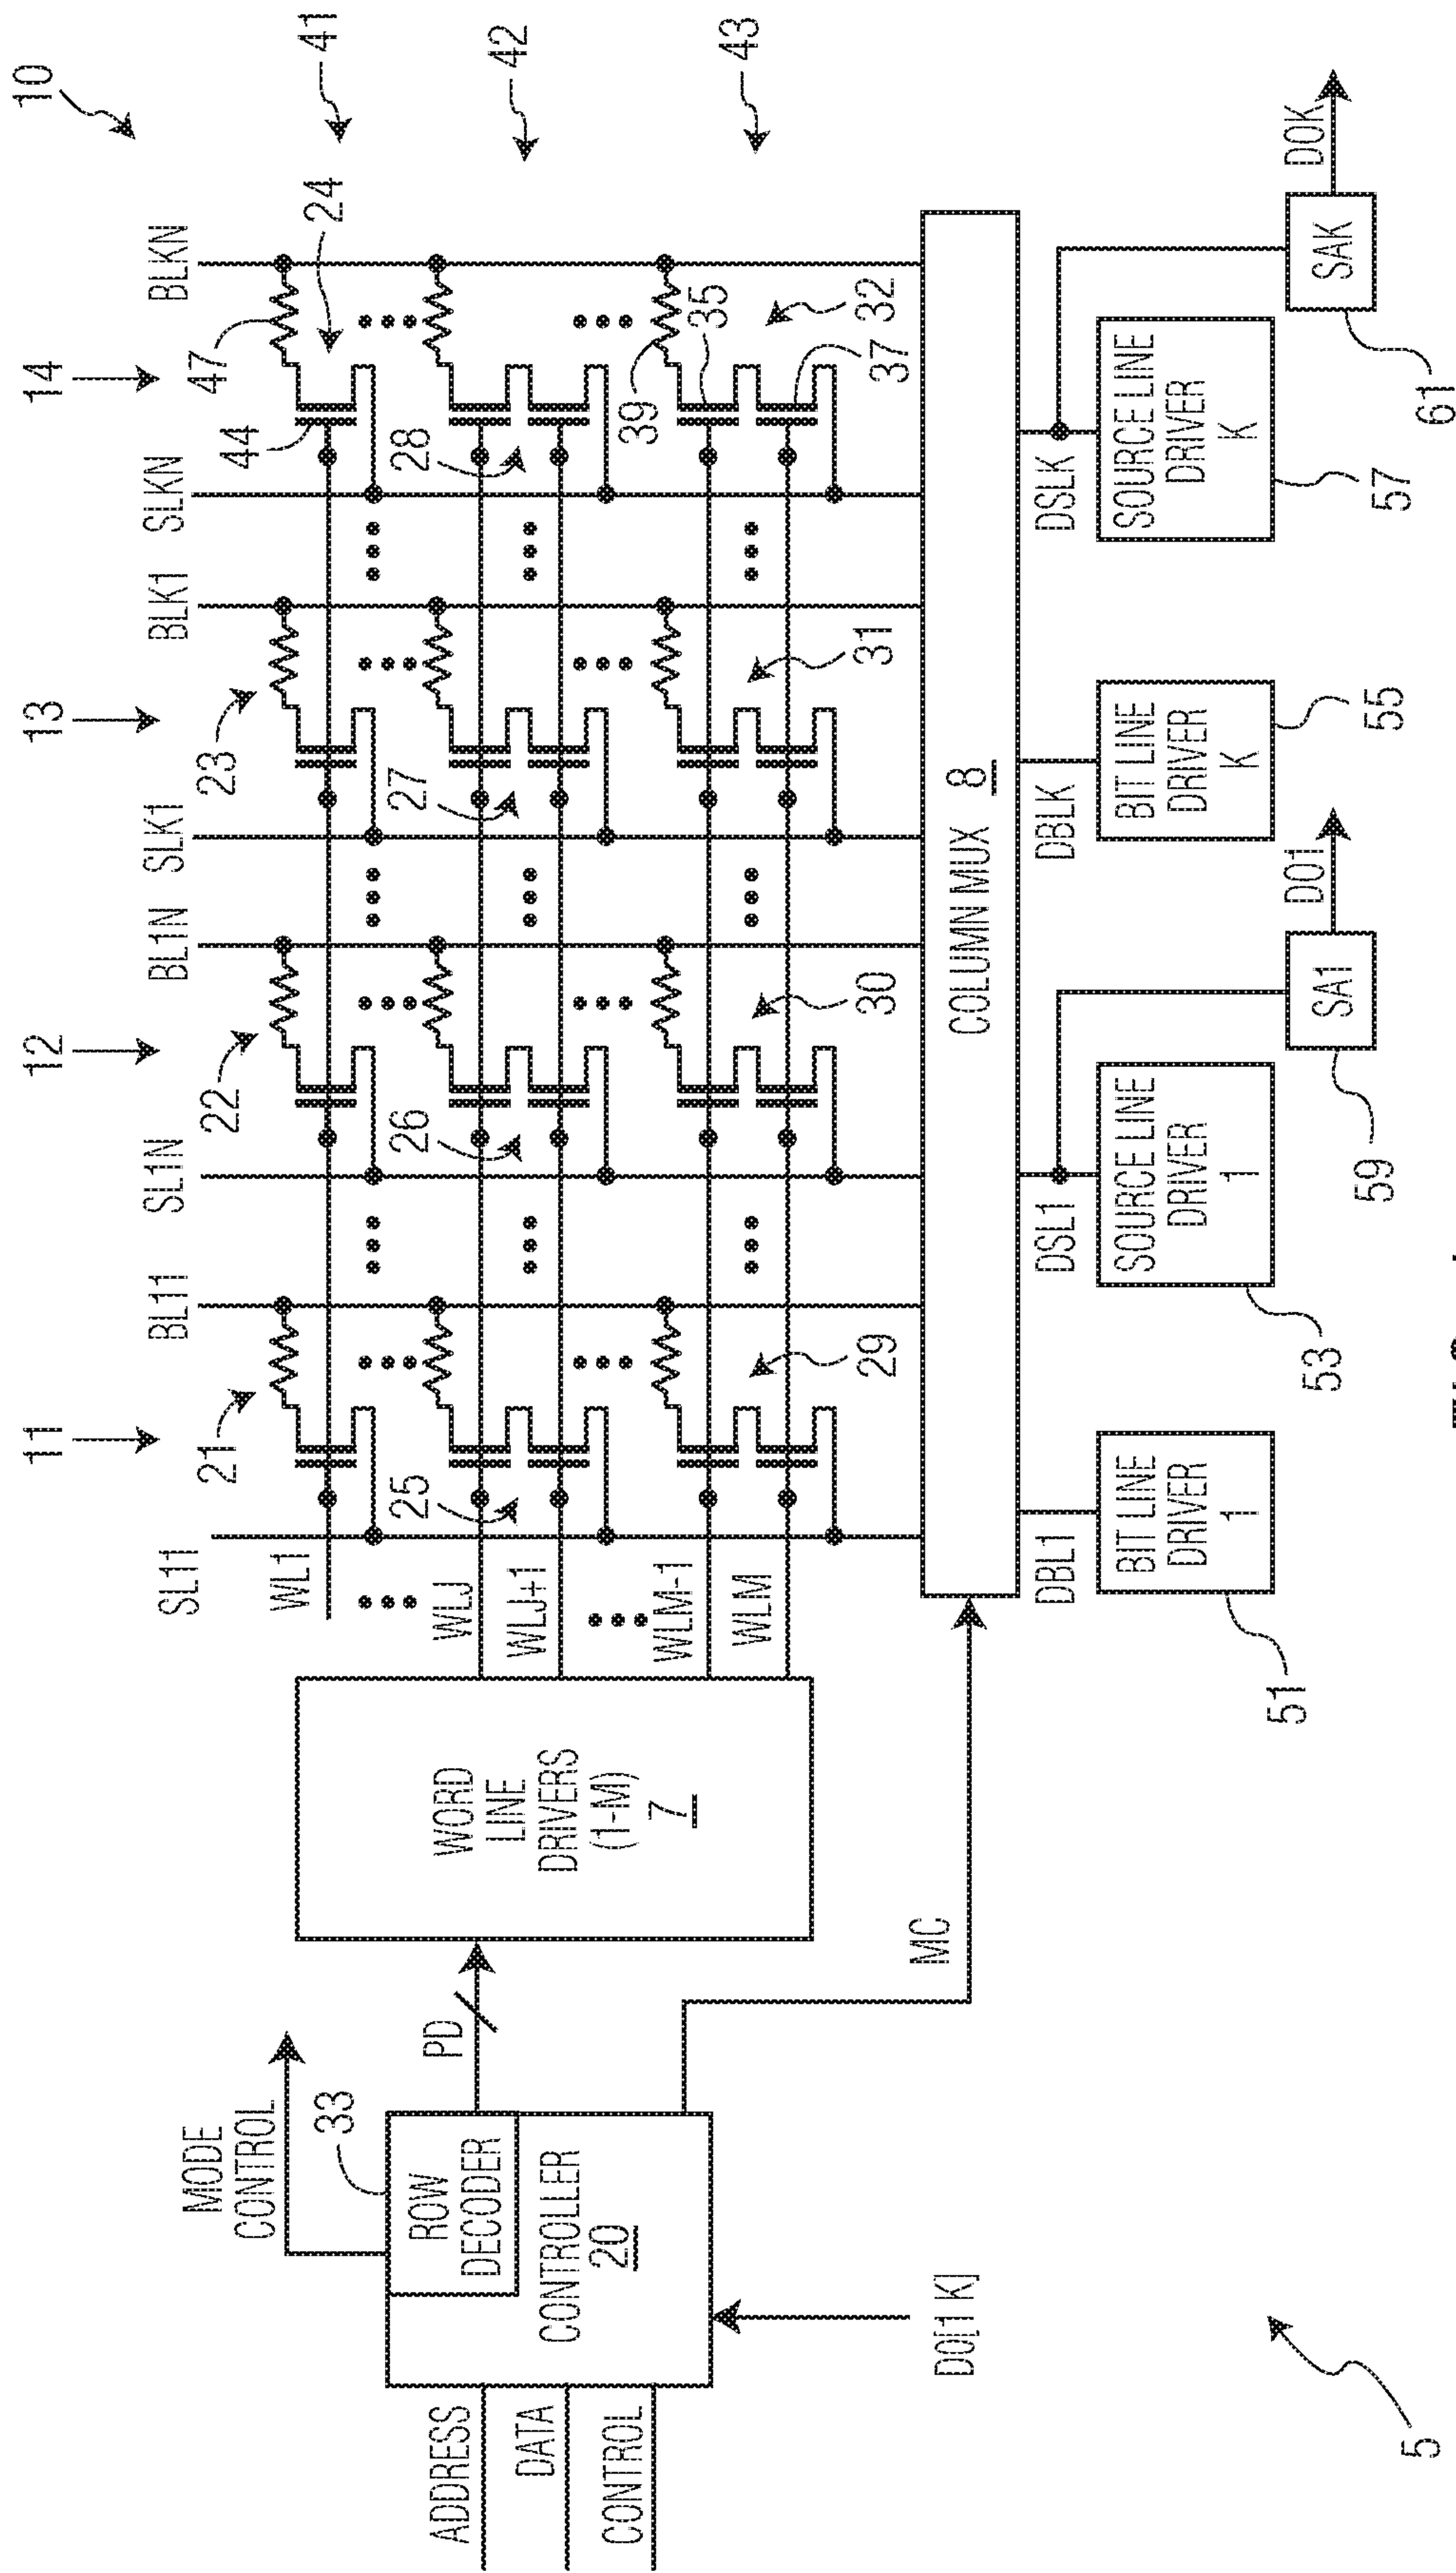 10
11
12
13
14
41
42
43
SL11
BL11
SL1N
BL1N
SLK1
BLK1
SLKN
BLKN
21
22
23
47
24
44
WL1
WLJ
WLJ+1
WLM-1
WLM
25
26
27
28
39
35
37
29
30
31
32
MODE
CONTROL
33
ROW
DECODER
CONTROLLER
20
ADDRESS
DATA
CONTROL
PD
WORD
LINE
DRIVERS
(1-M)
7
MC
DO[1 K]
COLUMN MUX 8
DBL1
DSL1
DBLK
DSLK
BIT LINE
DRIVER
1
SOURCE LINE
DRIVER
1
BIT LINE
DRIVER
K
SOURCE LINE
DRIVER
K
51
53
55
57
SA1
DO1
59
SAK
DOK
61
5